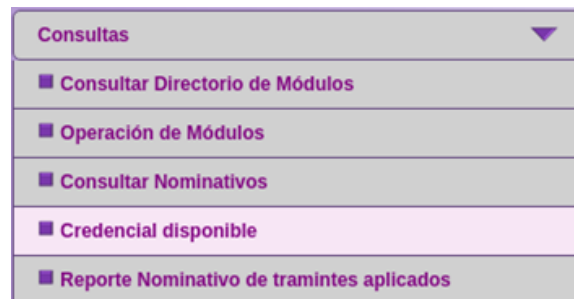 Consultas
Consultar Directorio de Módulos
Operación de Módulos
Consultar Nominativos
Credencial disponible
Reporte Nominativo de tramintes aplicados